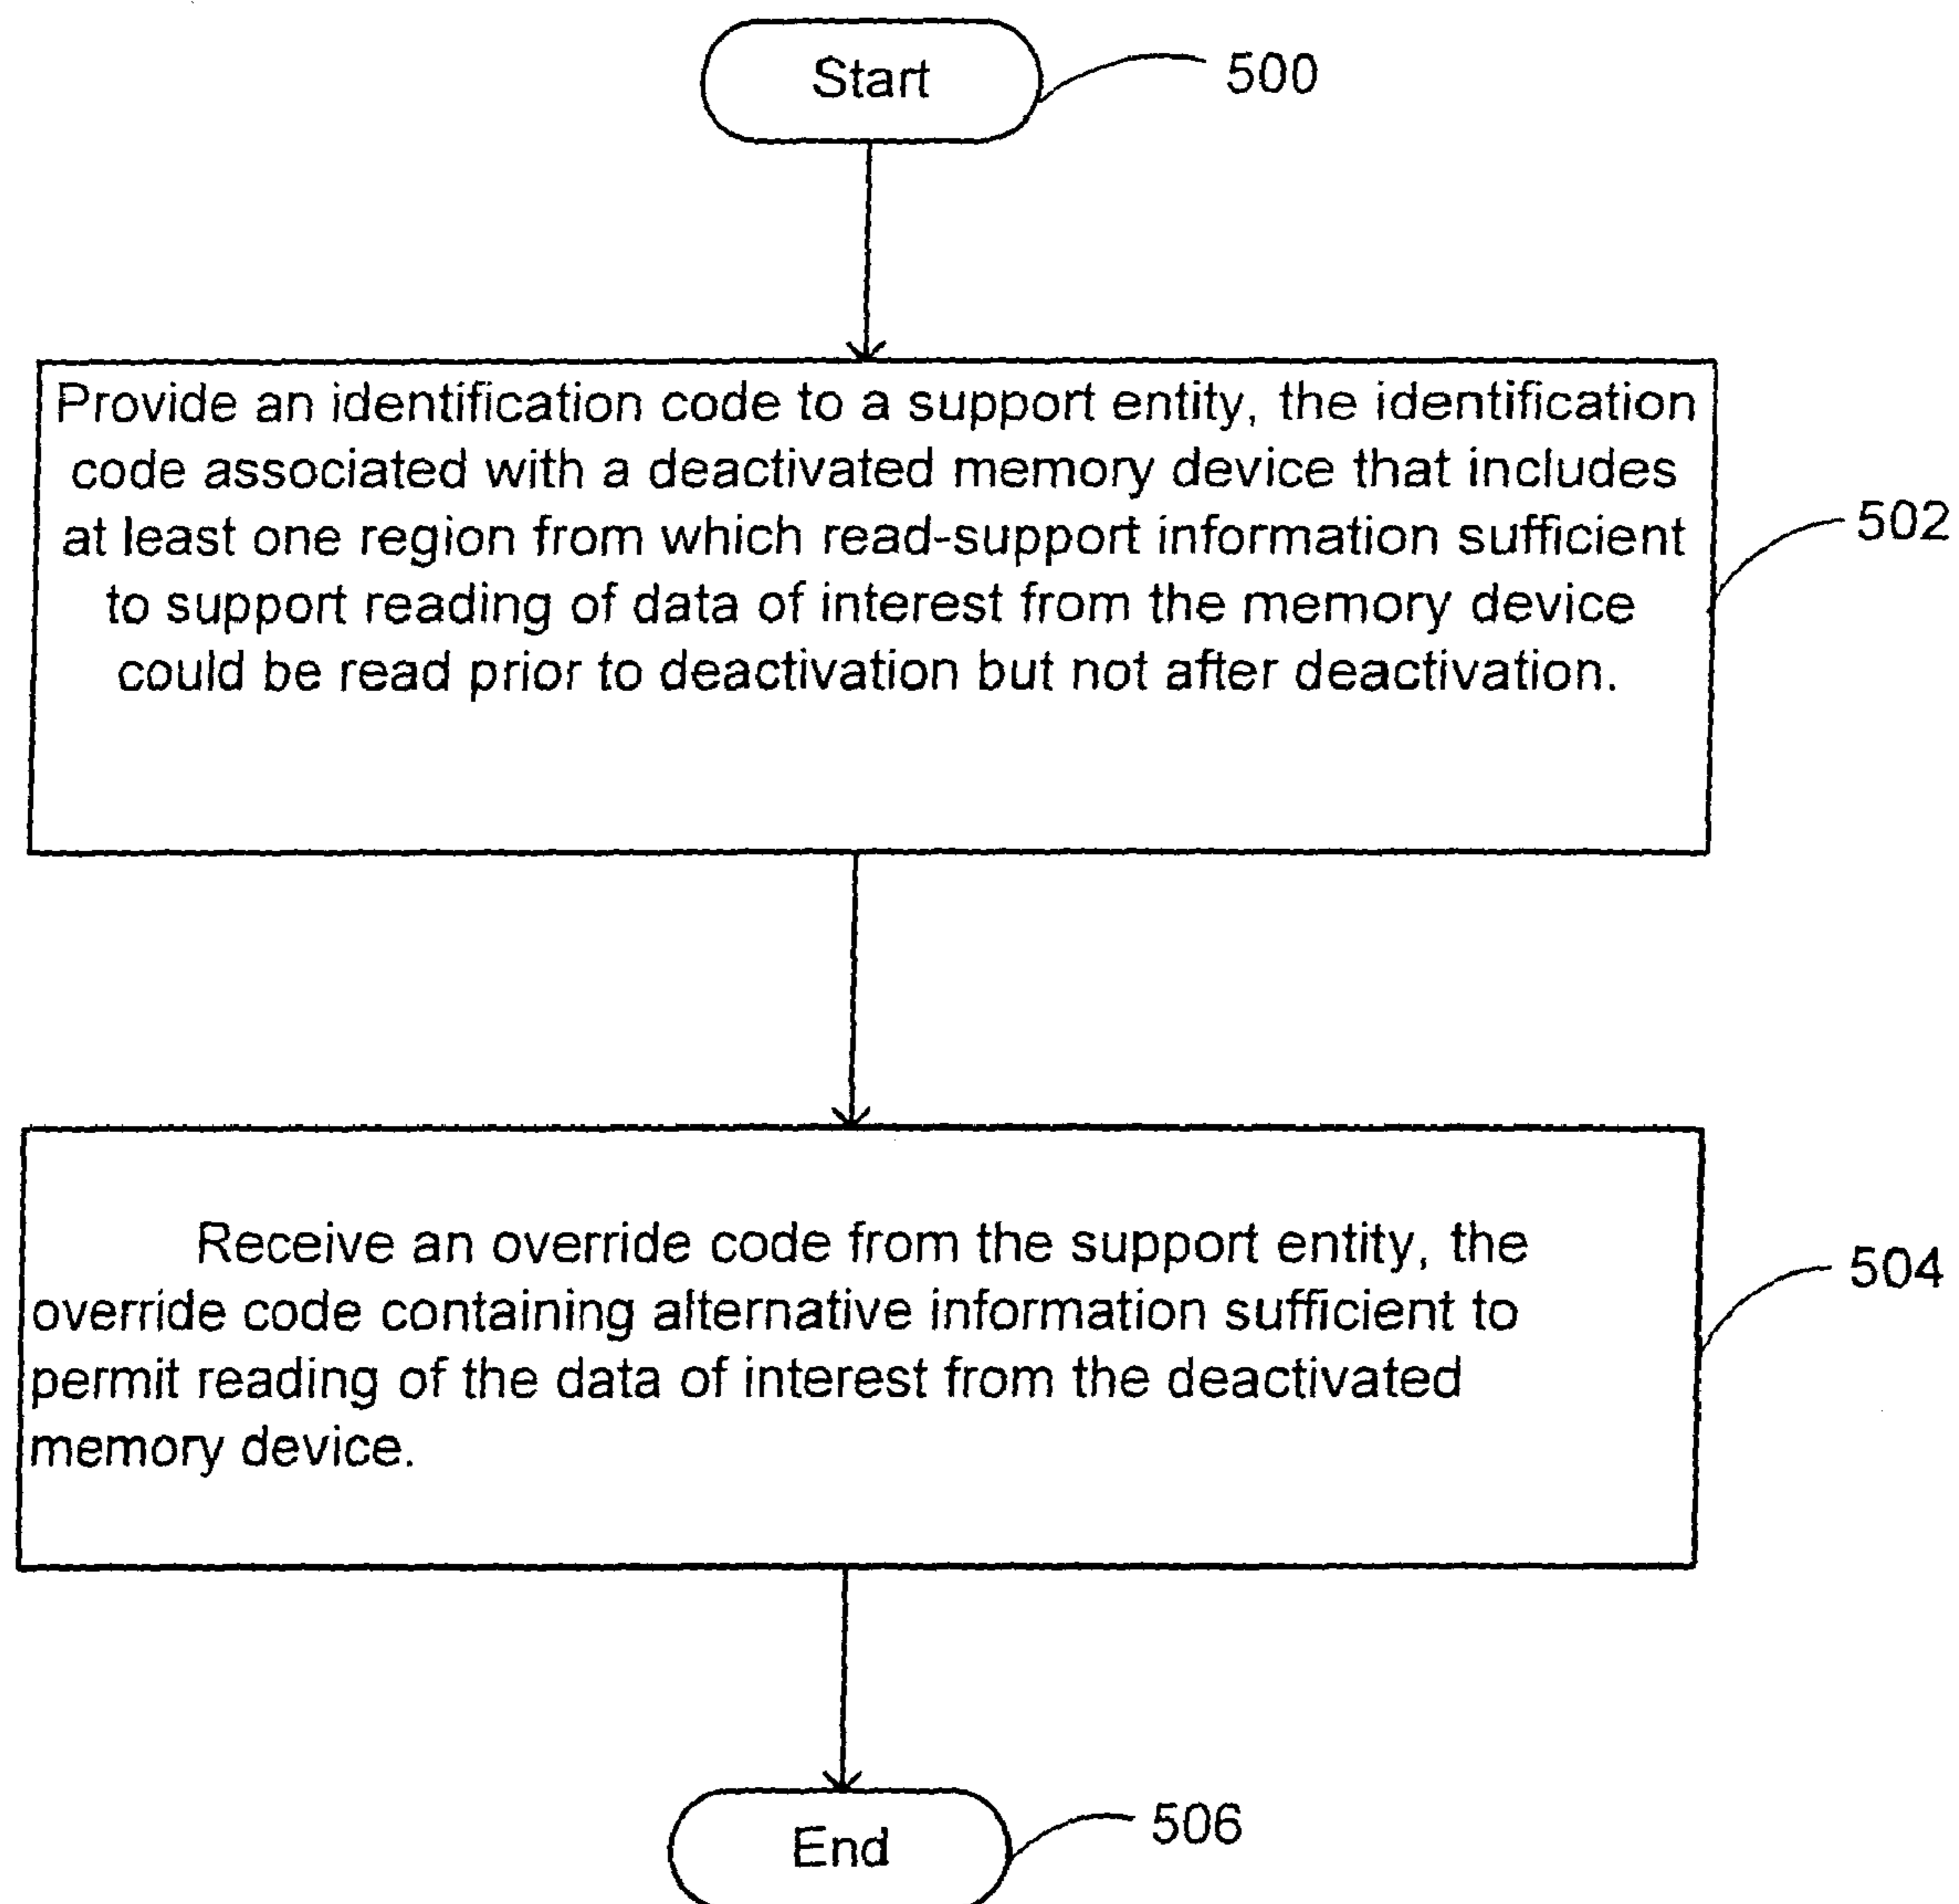 Start
500
Provide an identification code to a support entity, the identification
code associated with a deactivated memory device that includes
at least one region from which read-support information sufficient
502
to support reading of data of interest from the memory device
could be read prior to deactivation but not after deactivation.
Receive an override code from the support entity, the
504
override code containing alternative information sufficient to
permit reading of the data of interest from the deactivated
memory device.
End
506